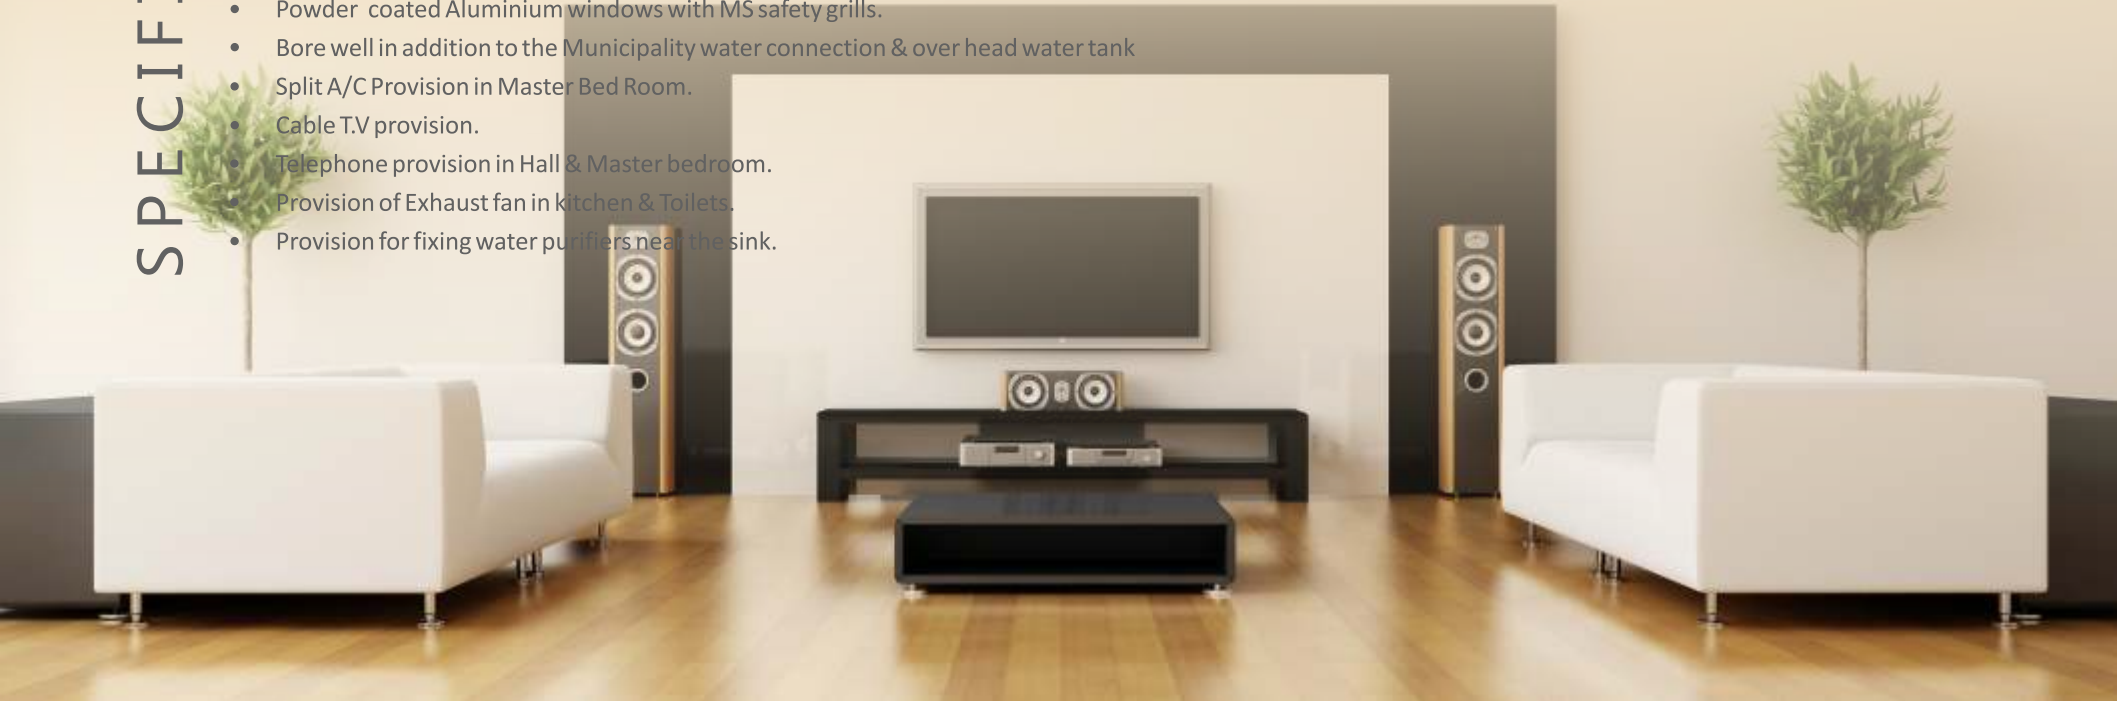 SPECIF
• Powder coated Aluminium windows with MS safety grills.
• Bore well in addition to the Municipality water connection & over head water tank
• Split A/C Provision in Master Bed Room.
• Cable T.V provision.
• Telephone provision in Hall & Master bedroom.
• Provision of Exhaust fan in kitchen & Toilets.
• Provision for fixing water purifiers near the sink.